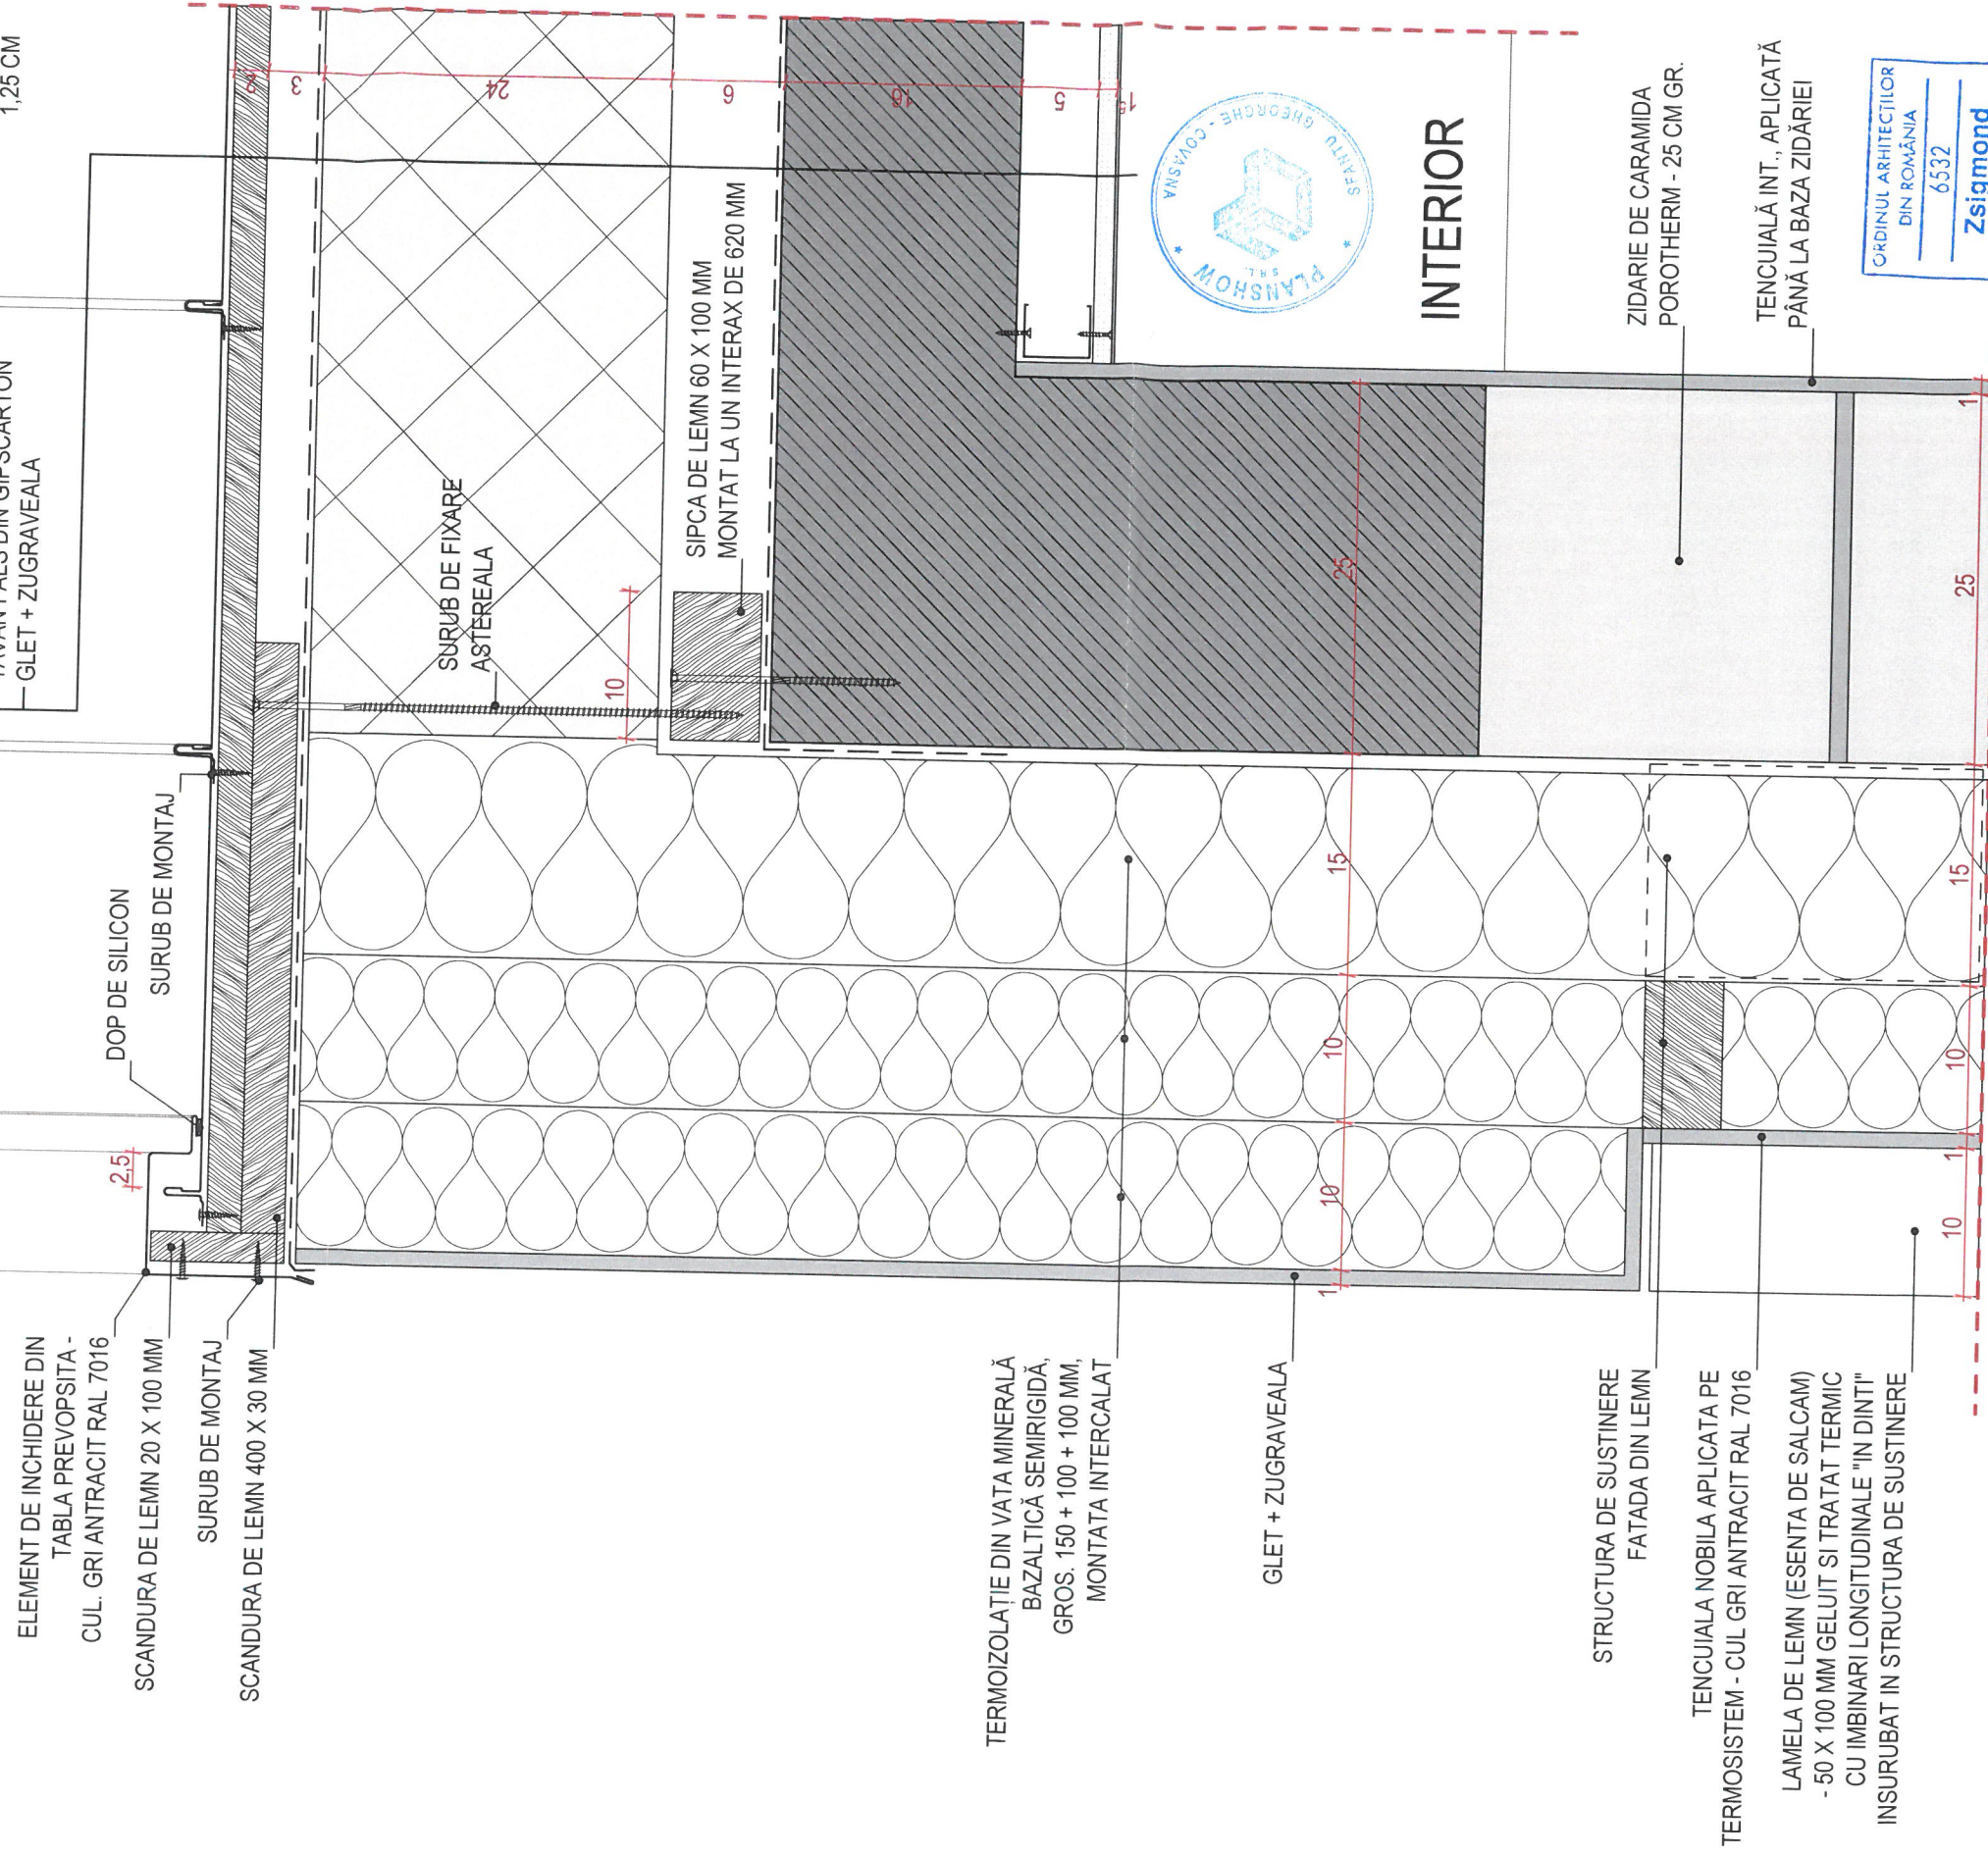 1,25 CM
GLET + ZUGRAVEALA
ELEMENT DE INCHIDERE DIN
TABLA PREVOPSITA -
CUL. GRI ANTRACIT RAL 7016
SCANDURA DE LEMN 20 X 100 MM
SURUB DE MONTAJ
SCANDURA DE LEMN 400 X 30 MM
2,5
DOP DE SILICON
SURUB DE MONTAJ
SURUB DE FIXARE
ASTEREALA
10
SIPCA DE LEMN 60 X 100 MM
MONTAT LA UN INTERAX DE 620 MM
3
24
6
18
5
TERMOIZOLAȚIE DIN VATA MINERALĂ
BAZALTICĂ SEMIRIGIDĂ,
GROS. 150 + 100 + 100 MM,
MONTATA INTERCALAT
GLET + ZUGRAVEALA
1
10
10
15
25
PLANSHOW
S.R.L.
SFANTU GHEORGHE - COVASNA
INTERIOR
STRUCTURA DE SUSTINERE
FATADA DIN LEMN
TENCUIALA NOBILA APLICATA PE
TERMOSISTEM - CUL GRI ANTRACIT RAL 7016
LAMELA DE LEMN (ESENTA DE SALCAM)
- 50 X 100 MM GELUIT SI TRATAT TERMIC
CU IMBINARI LONGITUDINALE "IN DINTI"
INSURUBAT IN STRUCTURA DE SUSTINERE
ZIDARIE DE CARAMIDA
POROTHERM - 25 CM GR.
TENCUIALĂ INT., APLICATĂ
PÂNĂ LA BAZA ZIDĂRIEI
10
1
10
15
25
1
ORDINUL ARHITECȚILOR
DIN ROMÂNIA
6532
Zsigmond